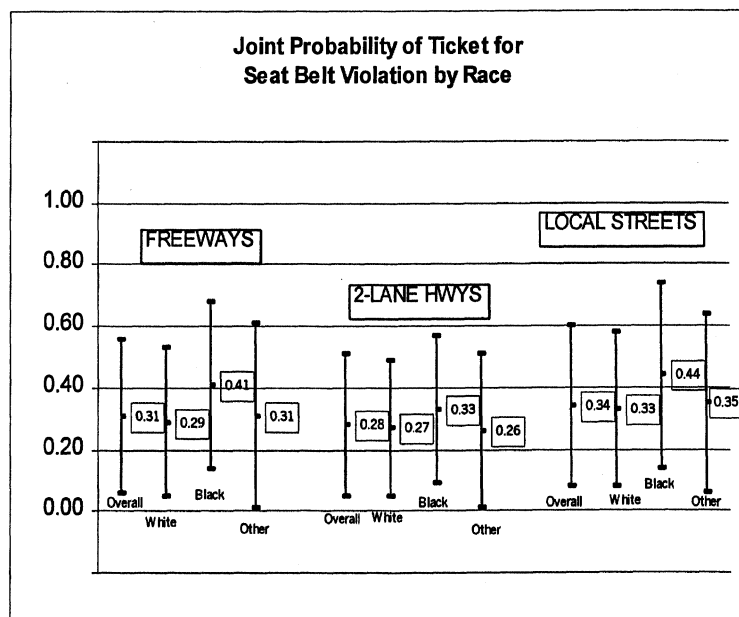 Joint Probability of Ticket for
Seat Belt Violation by Race
1.00
0.80
0.60
0.40
0.20
0.00
FREEWAYS
2-LANE HWYS
LOCAL STREETS
0.31
0.29
0.41
0.31
0.28
0.27
0.33
0.26
0.34
0.33
0.44
0.35
Overall
White
Black
Other
Overall
White
Black
Other
Overall
White
Black
Other